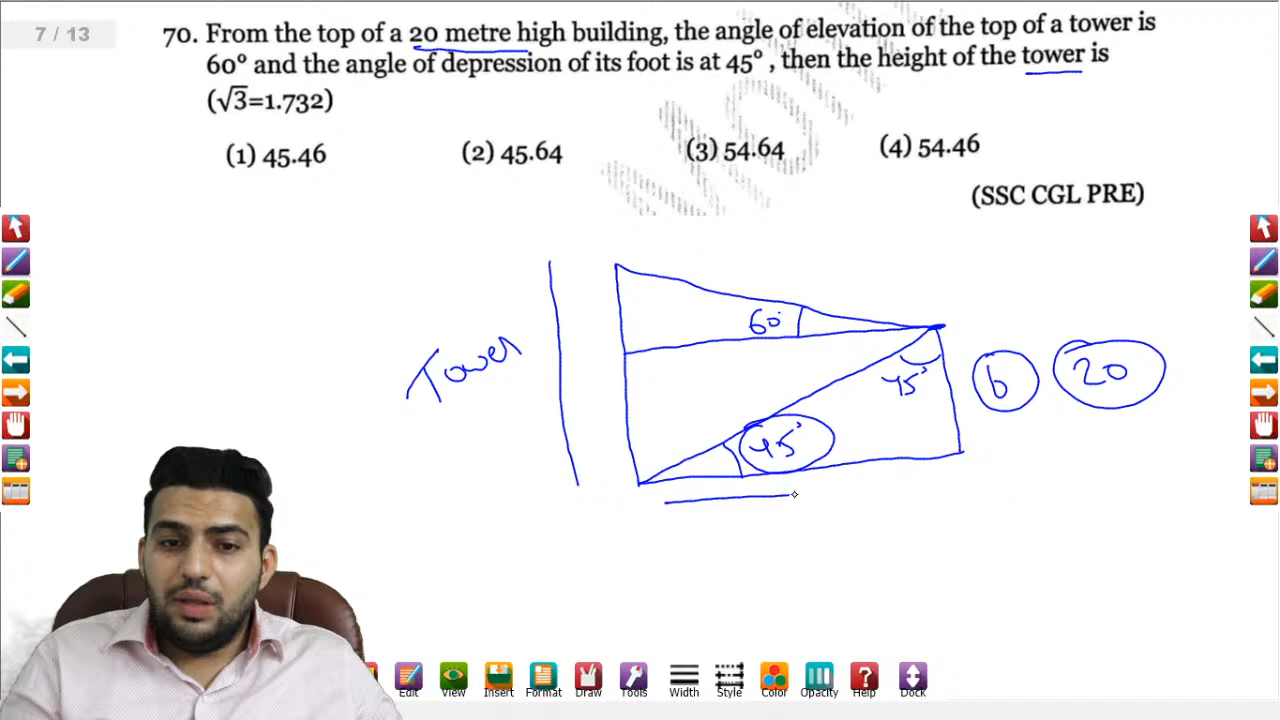 7 / 13
70. From the top of a 20 metre high building, the angle of elevation of the top of a tower is
60° and the angle of depression of its foot is at 45° , then the height of the tower is
(√3=1.732)
(1) 45.46 (2) 45.64 (3) 54.64 (4) 54.46
(SSC CGL PRE)
60°
Tower
45°
b
20
45°
Edit View Insert Format Draw Tools Width Style Color Opacity Help Dock